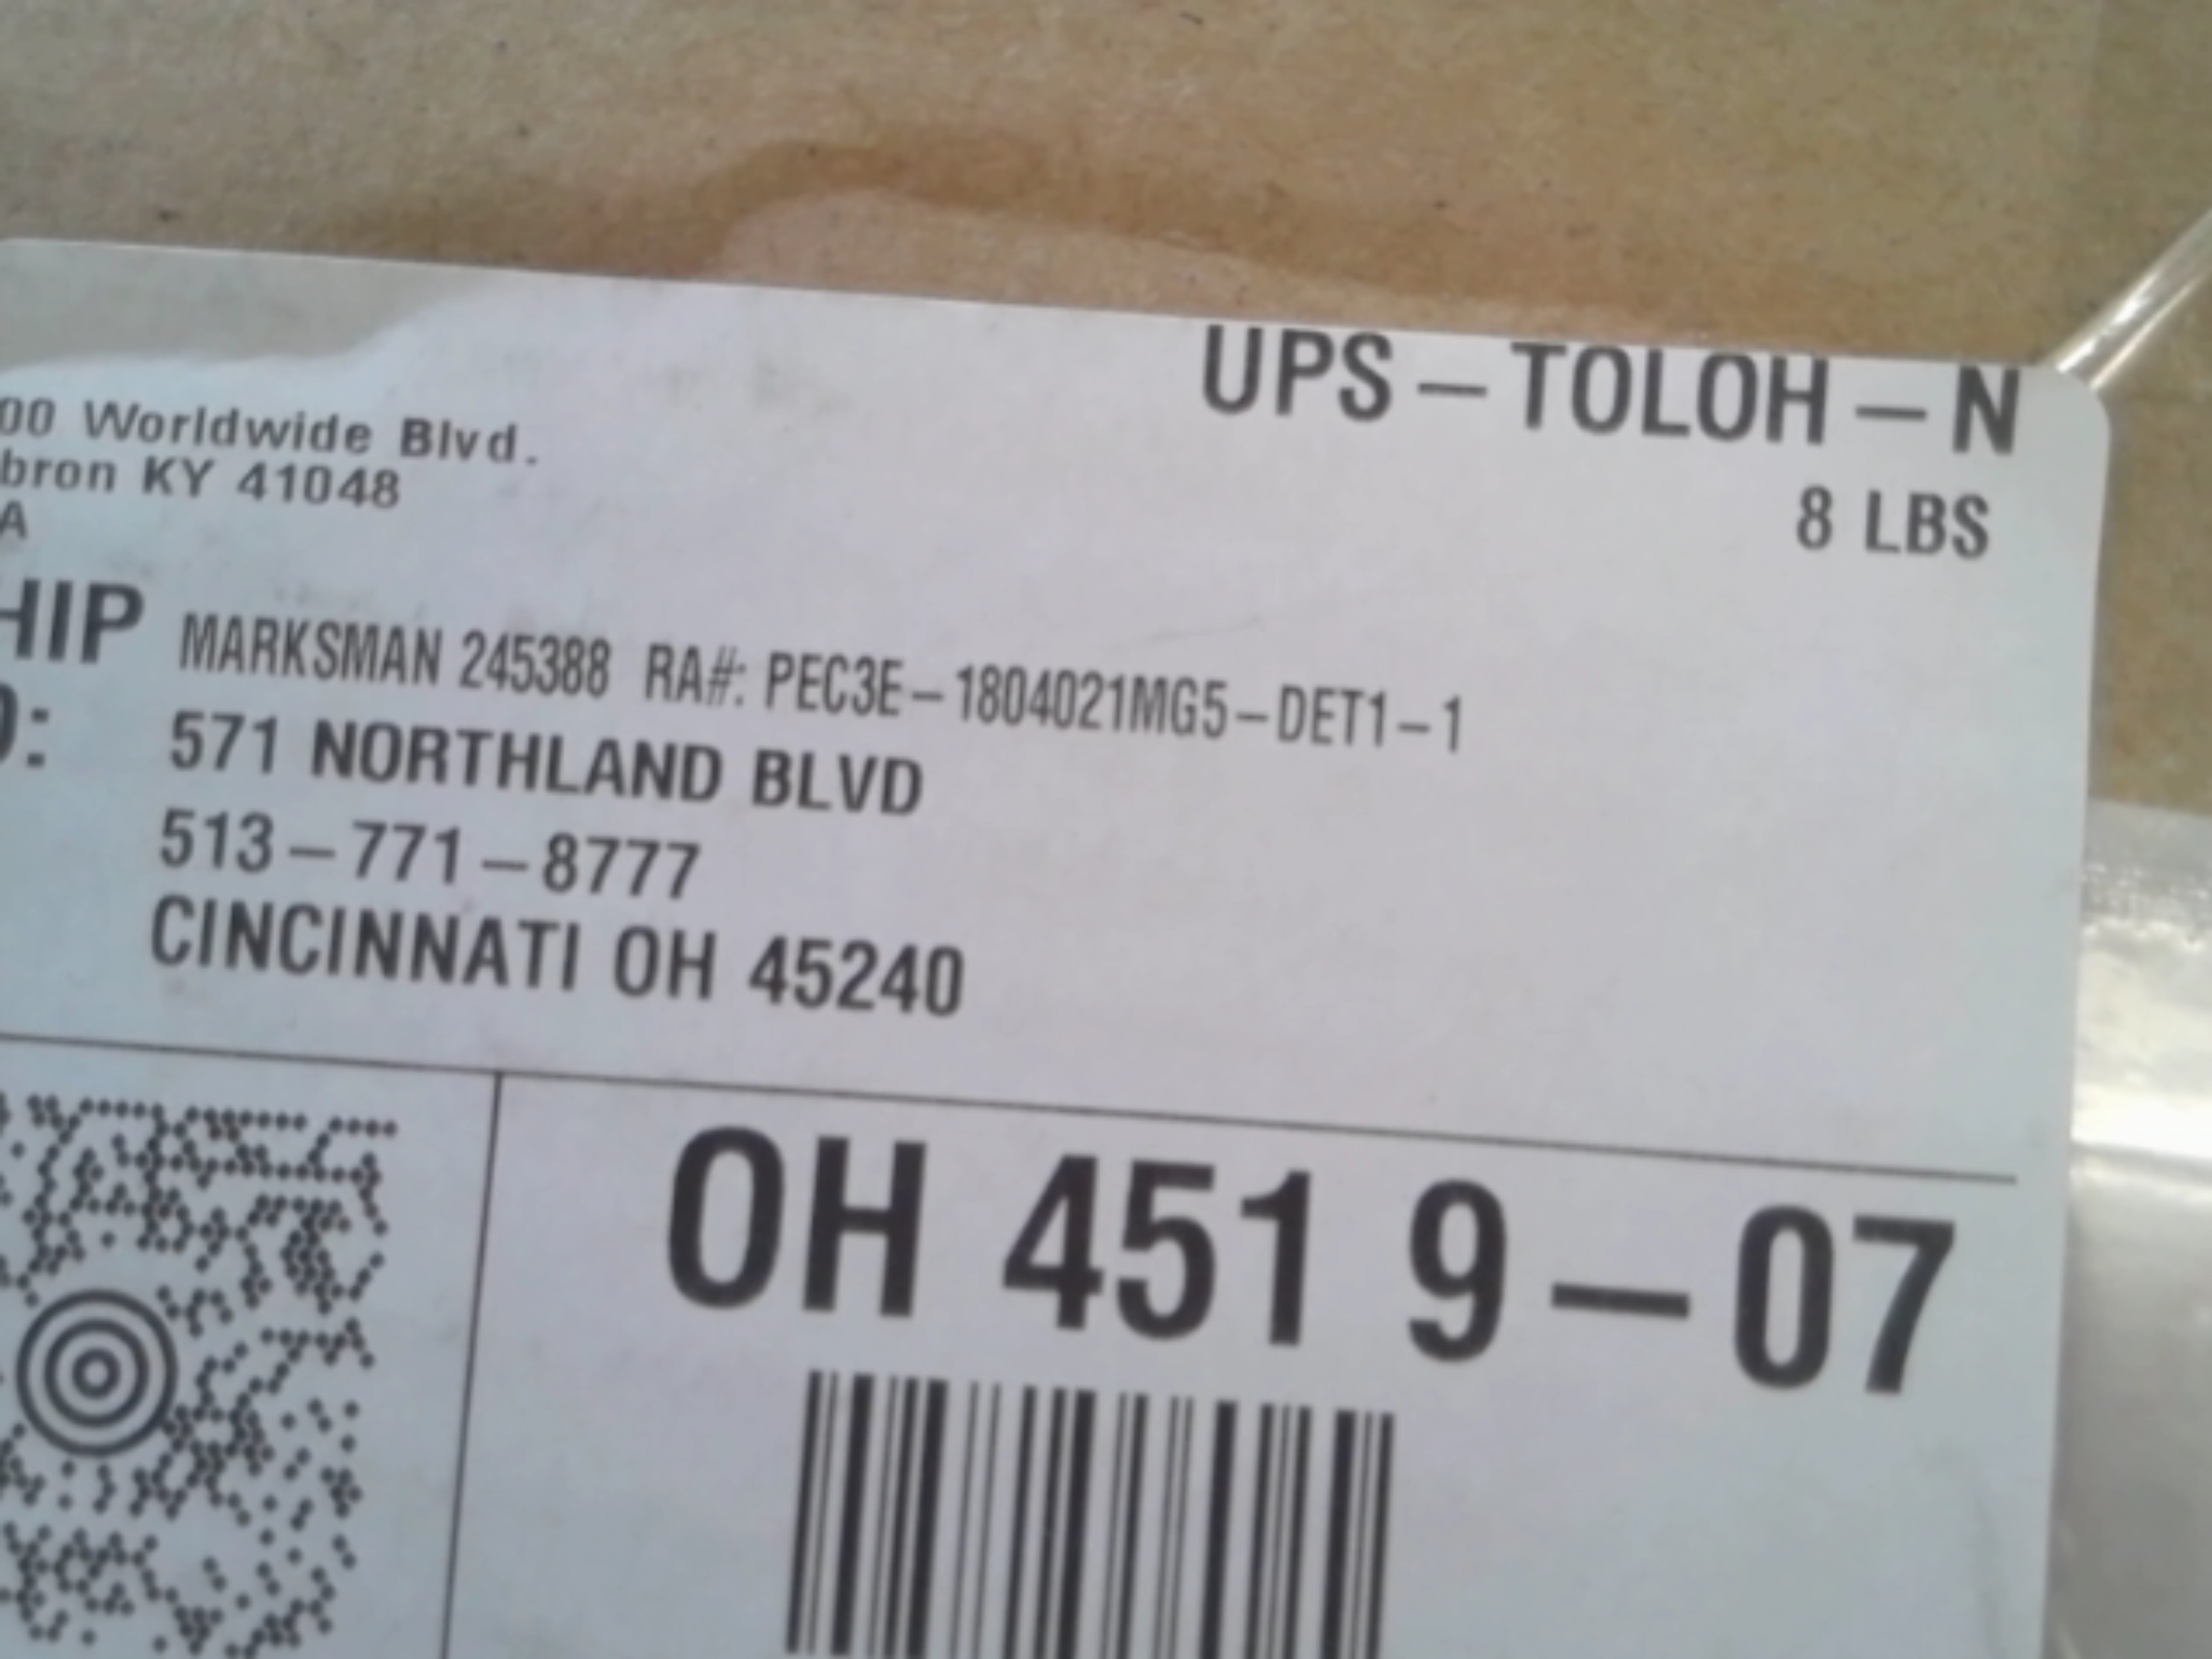 UPS – TOLOH – N
8 LBS
00 Worldwide Blvd.
bron KY 41048
A
HIP MARKSMAN 245388 RA#: PEC3E – 1804021MG5 – DET1 – 1
O: 571 NORTHLAND BLVD
513 – 771 – 8777
CINCINNATI OH 45240
OH 451 9 – 07